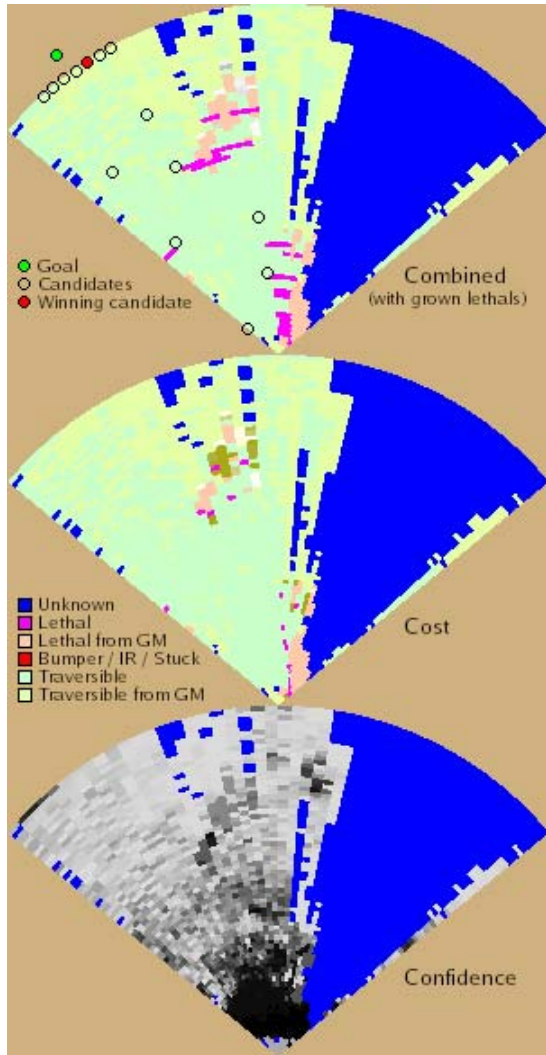 Goal
Candidates
Winning candidate
Combined
(with grown lethals)
Unknown
Lethal
Lethal from GM
Bumper / IR / Stuck
Traversible
Traversible from GM
Cost
Confidence